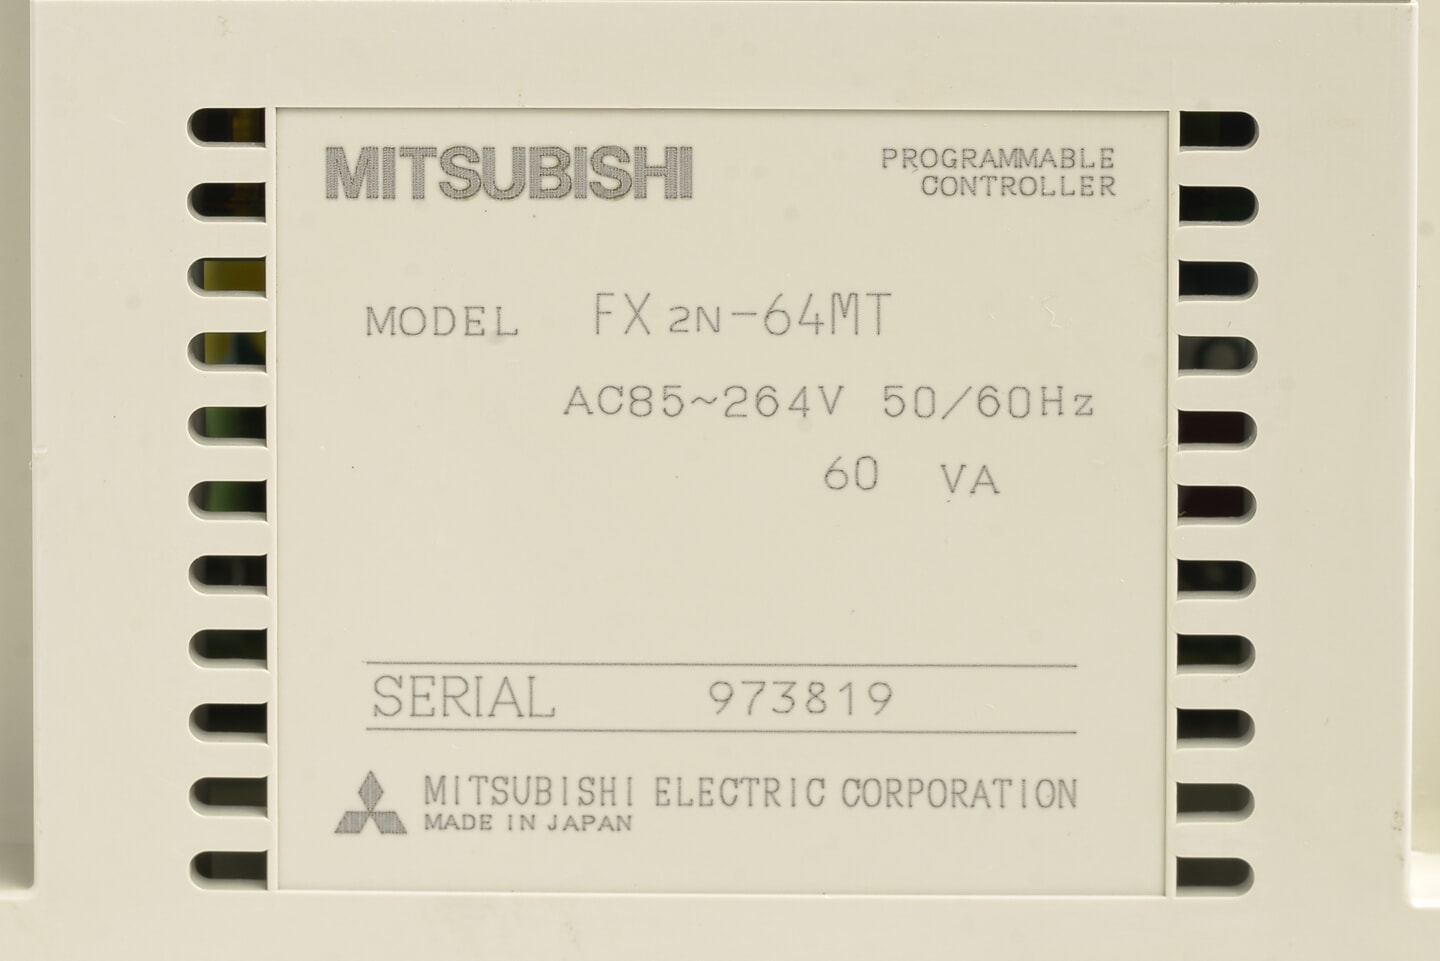 MITSUBISHI
PROGRAMMABLE
CONTROLLER
MODEL FX2N-64MT
AC85~264V 50/60Hz
60 VA
SERIAL 973819
MITSUBISHI ELECTRIC CORPORATION
MADE IN JAPAN